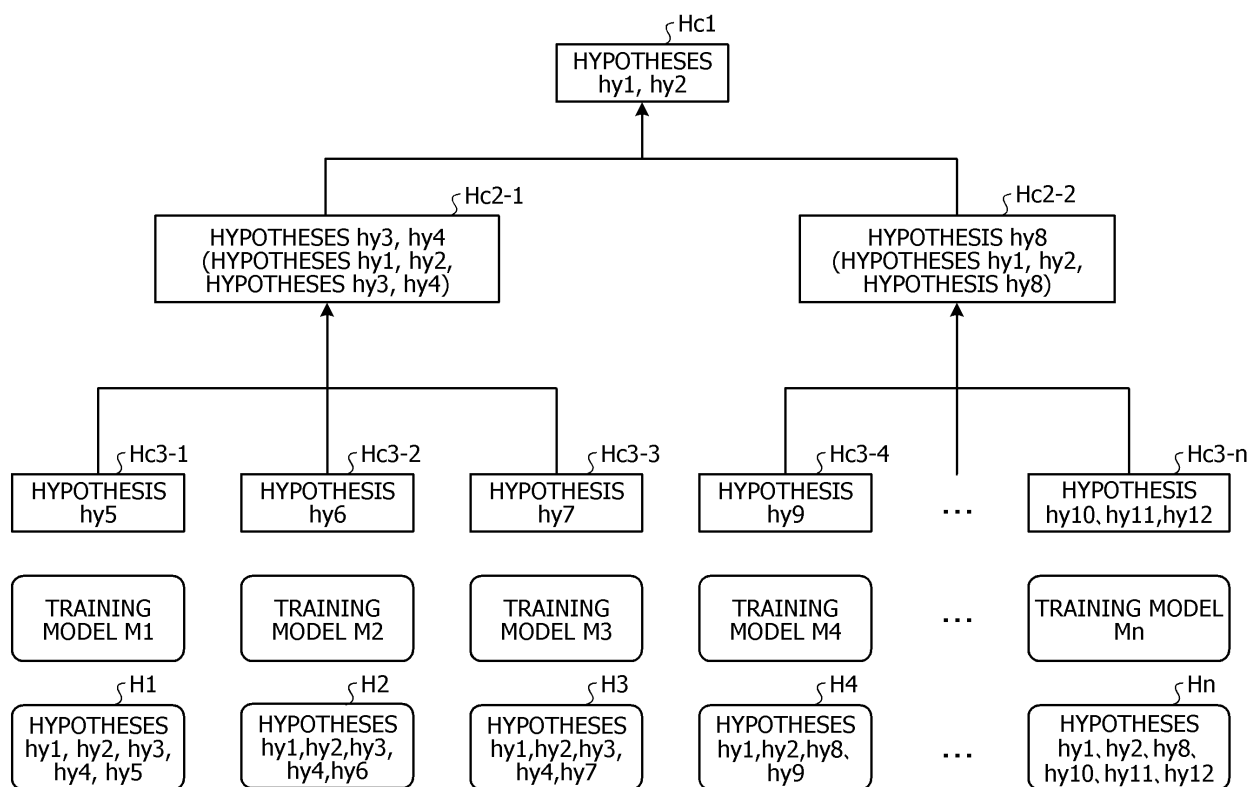 Hc1
HYPOTHESES
hy1, hy2
Hc2-1
HYPOTHESES hy3, hy4
(HYPOTHESES hy1, hy2,
HYPOTHESES hy3, hy4)
Hc2-2
HYPOTHESIS hy8
(HYPOTHESES hy1, hy2,
HYPOTHESIS hy8)
Hc3-1
HYPOTHESIS
hy5
Hc3-2
HYPOTHESIS
hy6
Hc3-3
HYPOTHESIS
hy7
Hc3-4
HYPOTHESIS
hy9
...
Hc3-n
HYPOTHESIS
hy10、hy11,hy12
TRAINING
MODEL M1
TRAINING
MODEL M2
TRAINING
MODEL M3
TRAINING
MODEL M4
...
TRAINING MODEL
Mn
H1
HYPOTHESES
hy1, hy2, hy3,
hy4, hy5
H2
HYPOTHESES
hy1,hy2,hy3,
hy4,hy6
H3
HYPOTHESES
hy1,hy2,hy3,
hy4,hy7
H4
HYPOTHESES
hy1,hy2,hy8、
hy9
...
Hn
HYPOTHESES
hy1、hy2、hy8、
hy10、hy11、hy12